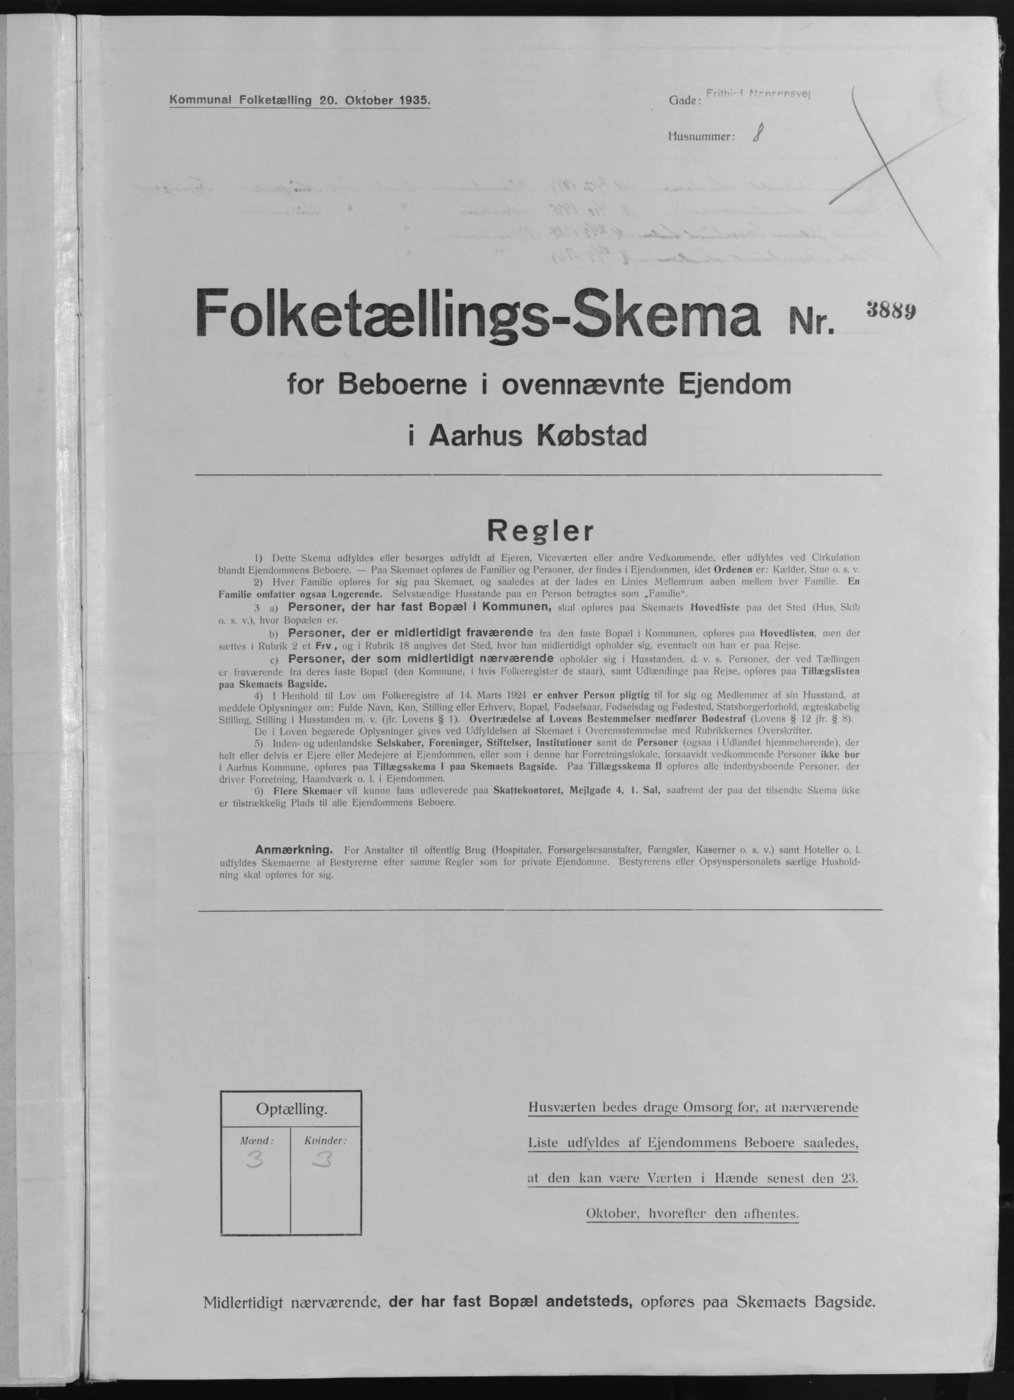 Kommunal Folketælling 20. Oktober 1935.
Gade: Frithiof Nansensvej
Husnummer: 8
Folketællings-Skema Nr. 3889
for Beboerne i ovennævnte Ejendom
i Aarhus Købstad
Regler
1) Dette Skema udfyldes eller besørges udfyldt af Ejeren, Viceværten eller andre Vedkommende, eller udfyldes ved Cirkulation
blandt Ejendommens Beboere. — Paa Skemaet opføres de Familier og Personer, der findes i Ejendommen, idet Ordenen er: Kælder, Stue o. s. v.
2) Hver Familie opføres for sig paa Skemaet, og saaledes at der lades en Linies Mellemrum aaben mellem hver Familie. En
Familie omfatter ogsaa Logerende. Selvstændige Husstande paa en Person betragtes som „Familie".
3 a) Personer, der har fast Bopæl i Kommunen, skal opføres paa Skemaets Hovedliste paa det Sted (Hus, Skib
o. s. v.), hvor Bopælen er.
b) Personer, der er midlertidigt fraværende fra den faste Bopæl i Kommunen, opføres paa Hovedlisten, men der
sættes i Rubrik 2 et Frv., og i Rubrik 18 angives det Sted, hvor han midlertidigt opholder sig, eventuelt om han er paa Rejse.
c) Personer, der som midlertidigt nærværende opholder sig i Husstanden, d. v. s. Personer, der ved Tællingen
er fraværende fra deres faste Bopæl (den Kommune, i hvis Folkeregister de staar), samt Udlændinge paa Rejse, opføres paa Tillægslisten
paa Skemaets Bagside.
4) I Henhold til Lov om Folkeregistre af 14. Marts 1924 er enhver Person pligtig til for sig og Medlemmer af sin Husstand, at
meddele Oplysninger om: Fulde Navn, Køn, Stilling eller Erhverv, Bopæl, Fødselsaar, Fødselsdag og Fødested, Statsborgerforhold, ægteskabelig
Stilling, Stilling i Husstanden m. v. (jfr. Lovens § 1). Overtrædelse af Lovens Bestemmelser medfører Bødestraf (Lovens § 12 jfr. § 8).
De i Loven begærede Oplysninger gives ved Udfyldelsen af Skemaet i Overensstemmelse med Rubrikkernes Overskrifter.
5) Inden- og udenlandske Selskaber, Foreninger, Stiftelser, Institutioner samt de Personer (ogsaa i Udlandet hjemmehørende), der
helt eller delvis er Ejere eller Medejere af Ejendommen, eller som i denne har Forretningslokale, forsaavidt vedkommende Personer ikke bor
i Aarhus Kommune, opføres paa Tillægsskema I paa Skemaets Bagside. Paa Tillægsskema II opføres alle indenbysboende Personer, der
driver Forretning, Haandværk o. l. i Ejendommen.
6) Flere Skemaer vil kunne faas udleverede paa Skattekontoret, Mejlgade 4, 1. Sal, saafremt der paa det tilsendte Skema ikke
er tilstrækkelig Plads til alle Ejendommens Beboere.
Anmærkning. For Anstalter til offentlig Brug (Hospitaler, Forsørgelsesanstalter, Fængsler, Kaserner o. s. v.) samt Hoteller o. l.
udfyldes Skemaerne af Bestyrerne efter samme Regler som for private Ejendomme. Bestyrerens eller Opsynspersonalets særlige Hushold-
ning skal opføres for sig.
Optælling.
Mænd: Kvinder:
3 3
Husværten bedes drage Omsorg for, at nærværende
Liste udfyldes af Ejendommens Beboere saaledes,
at den kan være Værten i Hænde senest den 23.
Oktober, hvorefter den afhentes.
Midlertidigt nærværende, der har fast Bopæl andetsteds, opføres paa Skemaets Bagside.